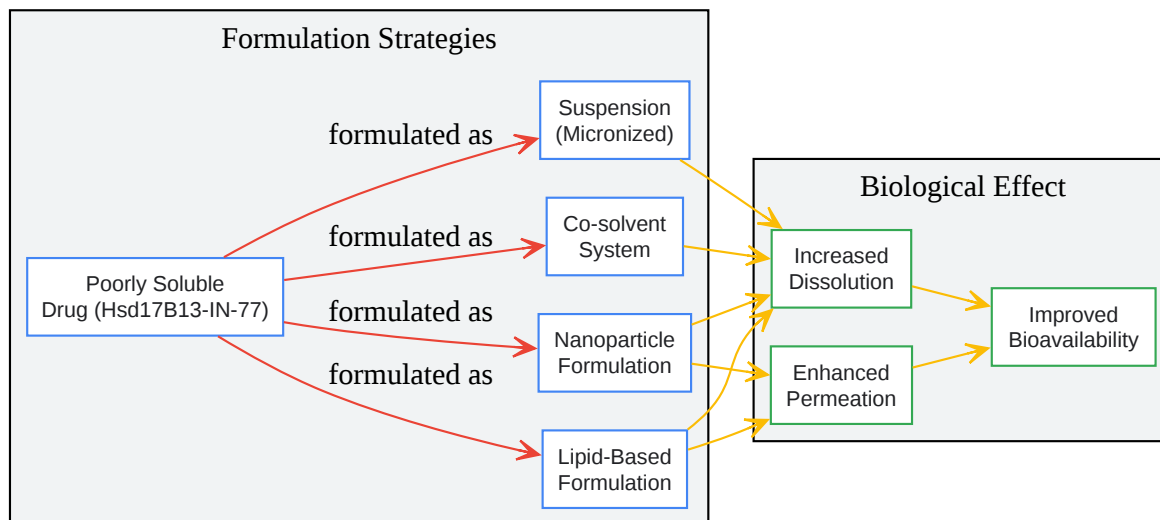 Formulation Strategies
Suspension
(Micronized)
formulated as
Biological Effect
Co-solvent
System
formulated as
Increased
Dissolution
Poorly Soluble
Drug (Hsd17B13-IN-77)
formulated as
Improved
Bioavailability
Nanoparticle
Formulation
formulated as
Enhanced
Permeation
Lipid-Based
Formulation